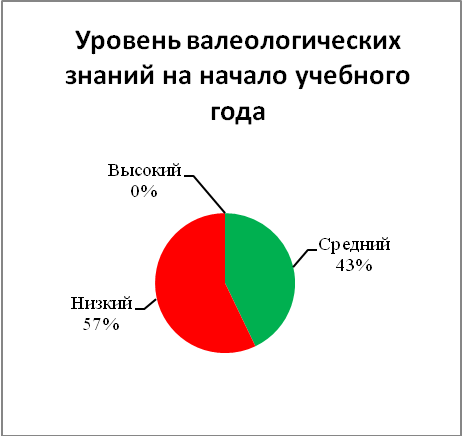 Уровень валеологических
знаний на начало учебного
года
Высокий
0%
Средний
43%
Низкий
57%